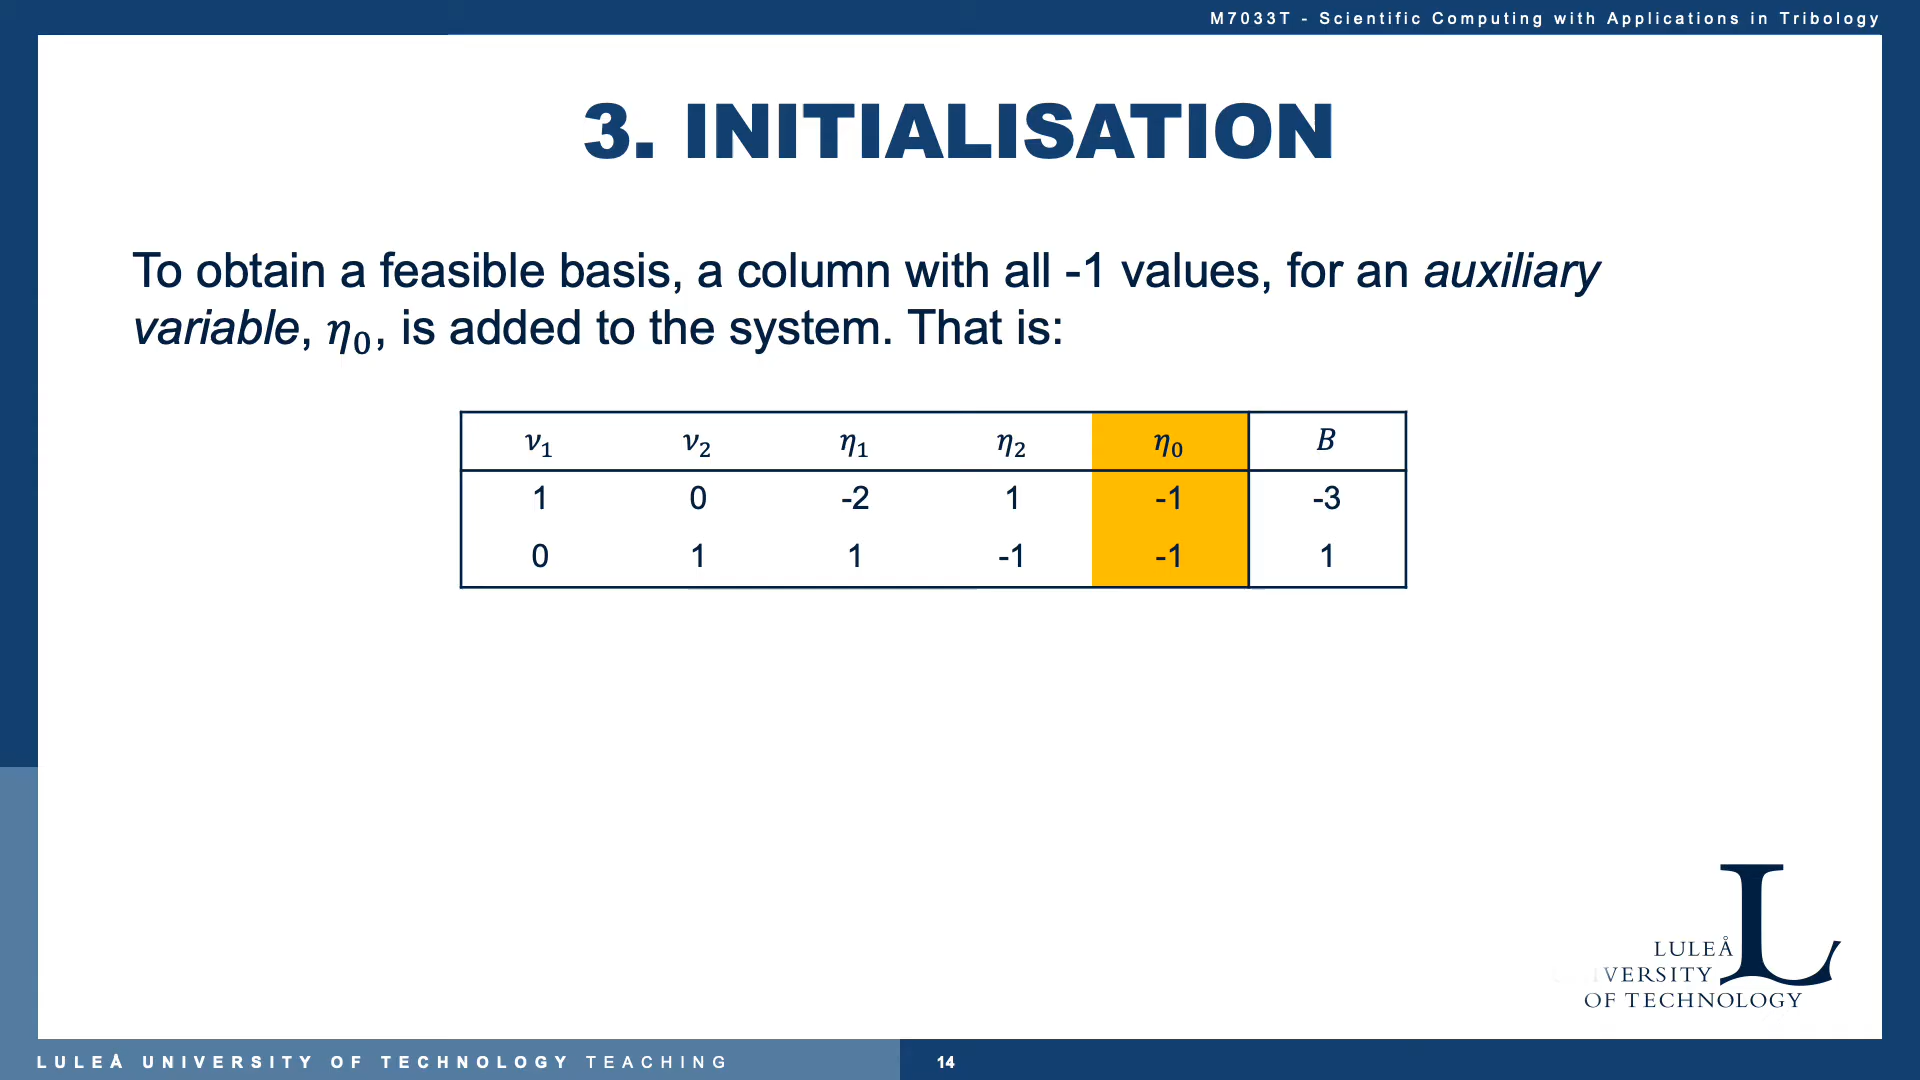 M7033T - Scientific Computing with Applications in Tribology
3. INITIALISATION
To obtain a feasible basis, a column with all -1 values, for an auxiliary
variable, η₀, is added to the system. That is:
ν₁ ν₂ η₁ η₂ η₀ B
1 0 -2 1 -1 -3
0 1 1 -1 -1 1
LULEÅ
VERSITY
OF TECHNOLOGY
L
LULEÅ UNIVERSITY OF TECHNOLOGY TEACHING
14